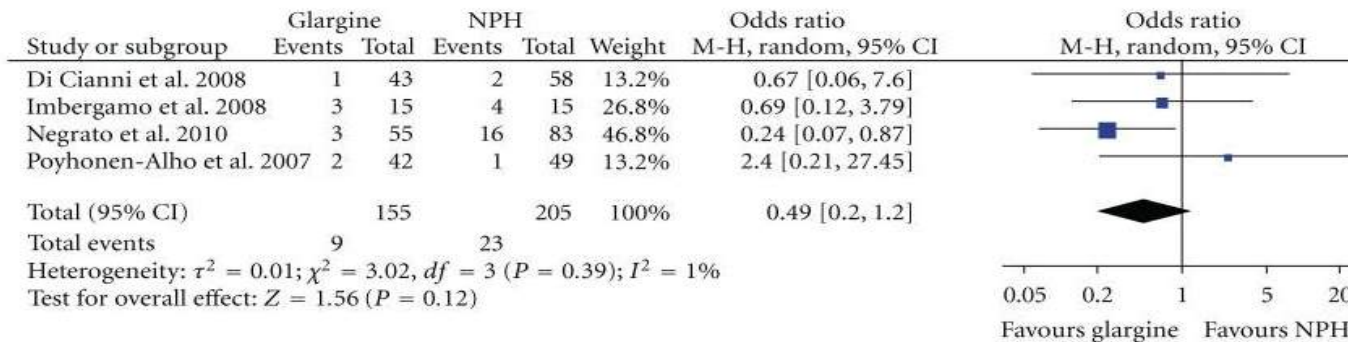 Glargine NPH Odds ratio Odds ratio
Study or subgroup Events Total Events Total Weight M-H, random, 95% CI M-H, random, 95% CI
Di Cianni et al. 2008 1 43 2 58 13.2% 0.67 [0.06, 7.6]
Imbergamo et al. 2008 3 15 4 15 26.8% 0.69 [0.12, 3.79]
Negrato et al. 2010 3 55 16 83 46.8% 0.24 [0.07, 0.87]
Poyhonen-Alho et al. 2007 2 42 1 49 13.2% 2.4 [0.21, 27.45]
Total (95% CI) 155 205 100% 0.49 [0.2, 1.2]
Total events 9 23
Heterogeneity: τ² = 0.01; χ² = 3.02, df = 3 (P = 0.39); I² = 1%
Test for overall effect: Z = 1.56 (P = 0.12)
0.05 0.2 1 5 20
Favours glargine Favours NPH